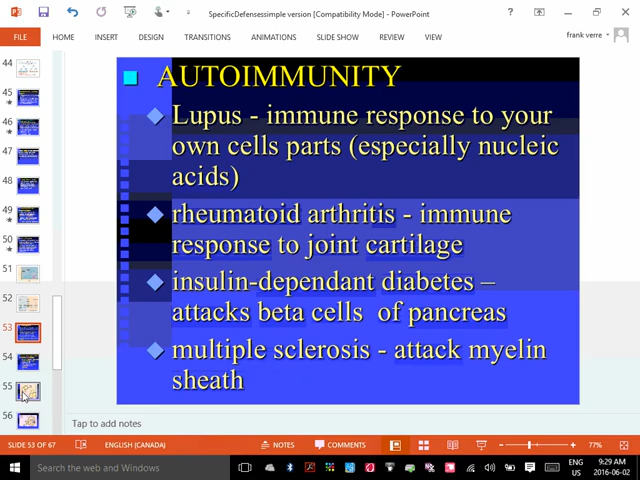 SpecificDefensessimple version [Compatibility Mode] - PowerPoint
FILE HOME INSERT DESIGN TRANSITIONS ANIMATIONS SLIDE SHOW REVIEW VIEW frank verre
44
45
46
47
48
49
50
51
52
53
54
55
56
AUTOIMMUNITY
Lupus - immune response to your
own cells parts (especially nucleic
acids)
rheumatoid arthritis - immune
response to joint cartilage
insulin-dependant diabetes –
attacks beta cells of pancreas
multiple sclerosis - attack myelin
sheath
Tap to add notes
SLIDE 53 OF 67 ENGLISH (CANADA) NOTES COMMENTS 77%
Search the web and Windows
ENG
US
9:29 AM
2016-06-02